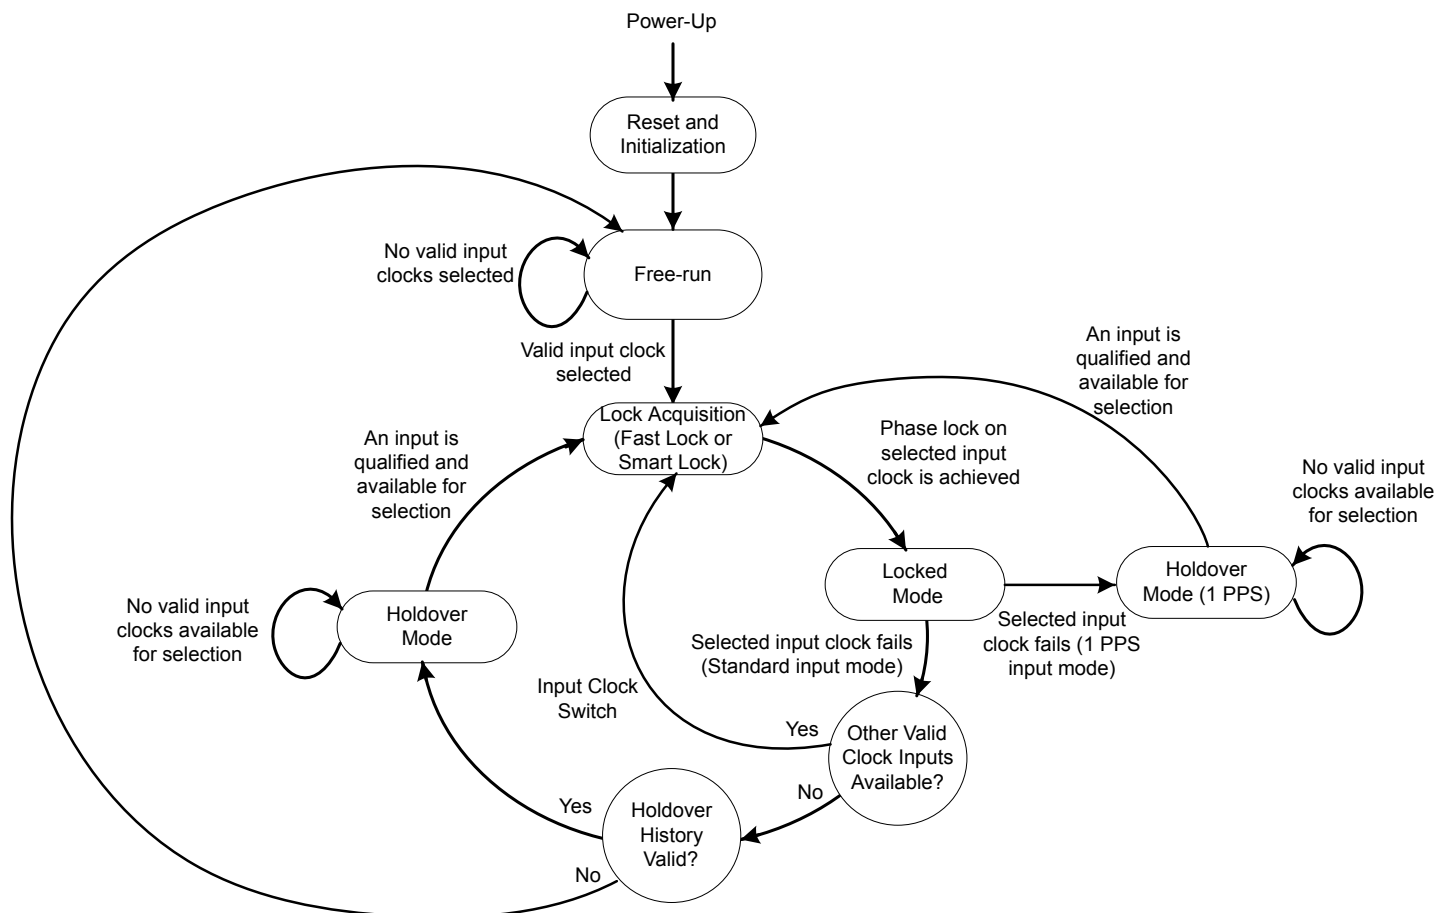 Power-Up
Reset and
Initialization
No valid input
clocks selected
Free-run
Valid input clock
selected
An input is
qualified and
available for
selection
Lock Acquisition
(Fast Lock or
Smart Lock)
An input is
qualified and
available for
selection
Phase lock on
selected input
clock is achieved
No valid input
clocks available
for selection
Locked
Mode
Holdover
Mode (1 PPS)
No valid input
clocks available
for selection
Holdover
Mode
Selected input clock fails
(Standard input mode)
Selected input
clock fails (1 PPS
input mode)
Input Clock
Switch
Yes
Other Valid
Clock Inputs
Available?
No
Yes
Holdover
History
Valid?
No